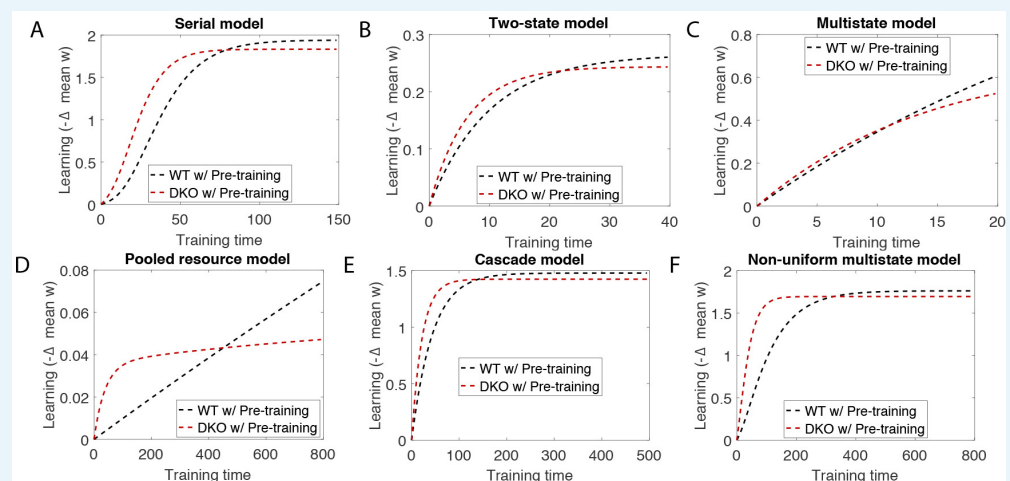 A
Serial model
Learning (-Δ mean w)
2
1.5
1
0.5
0
WT w/ Pre-training
DKO w/ Pre-training
0 50 100 150
Training time
B
Two-state model
Learning (-Δ mean w)
0.3
0.2
0.1
0
WT w/ Pre-training
DKO w/ Pre-training
0 10 20 30 40
Training time
C
Multistate model
Learning (-Δ mean w)
0.8
0.6
0.4
0.2
0
WT w/ Pre-training
DKO w/ Pre-training
0 5 10 15 20
Training time
D
Pooled resource model
Learning (-Δ mean w)
0.08
0.06
0.04
0.02
0
WT w/ Pre-training
DKO w/ Pre-training
0 200 400 600 800
Training time
E
Cascade model
Learning (-Δ mean w)
1.5
1
0.5
0
WT w/ Pre-training
DKO w/ Pre-training
0 100 200 300 400 500
Training time
F
Non-uniform multistate model
Learning (-Δ mean w)
2
1.5
1
0.5
0
WT w/ Pre-training
DKO w/ Pre-training
0 200 400 600 800
Training time